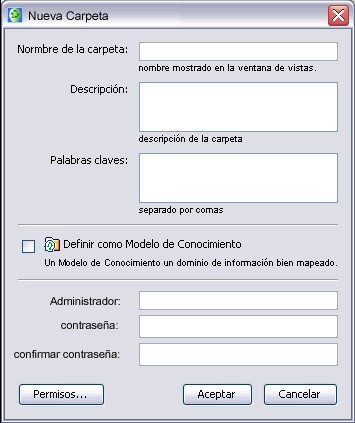 Nueva Carpeta
Nornbre de la carpeta:
nombre mostrado en la ventana de vistas.
Descripción:
descripción de la carpeta
Palabras claves:
separado por comas
Definir como Modelo de Conocimiento
Un Modelo de Conocimiento un dominio de información bien mapeado.
Administrador:
contraseña:
confirmar contraseña:
Permisos...
Aceptar
Cancelar